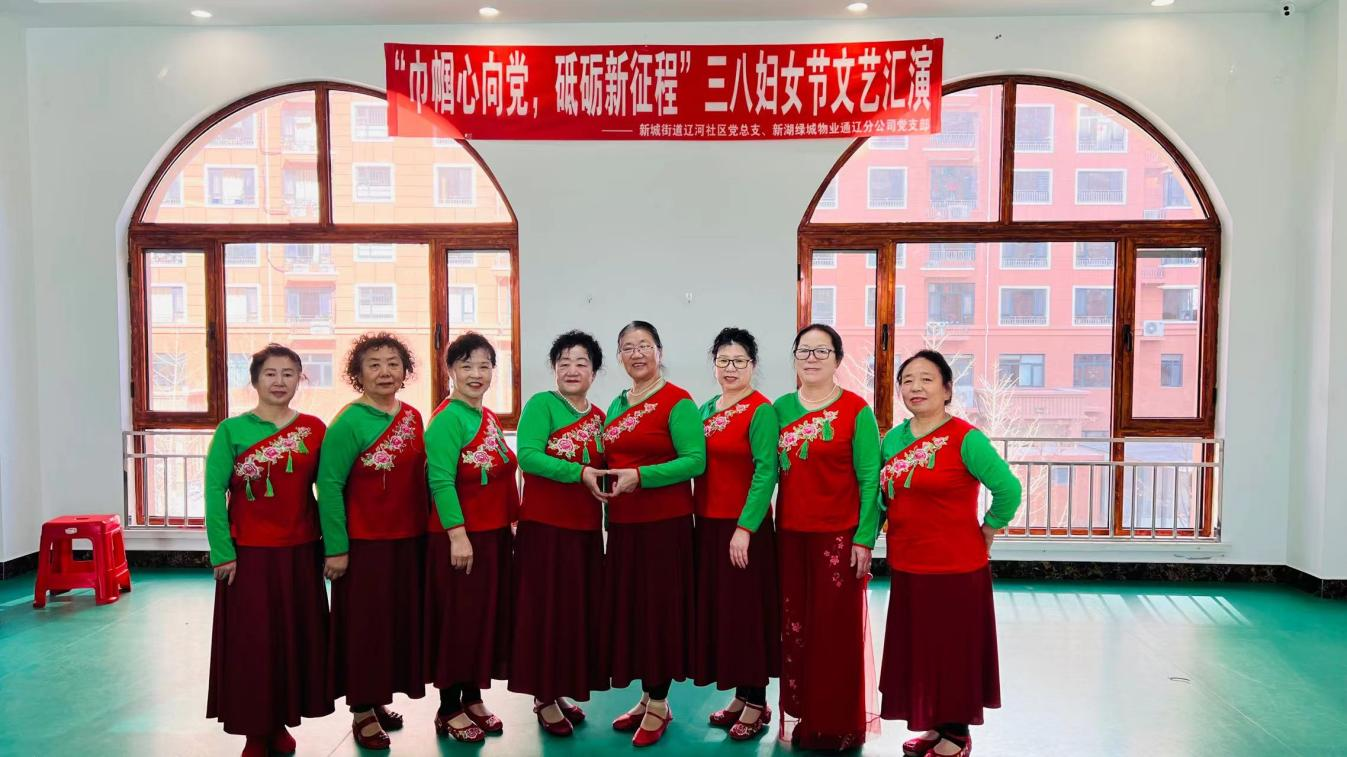 “巾帼心向党，砥砺新征程”三八妇女节文艺汇演
—— 新城街道辽河社区党总支、新湖绿城物业通辽分公司党支部